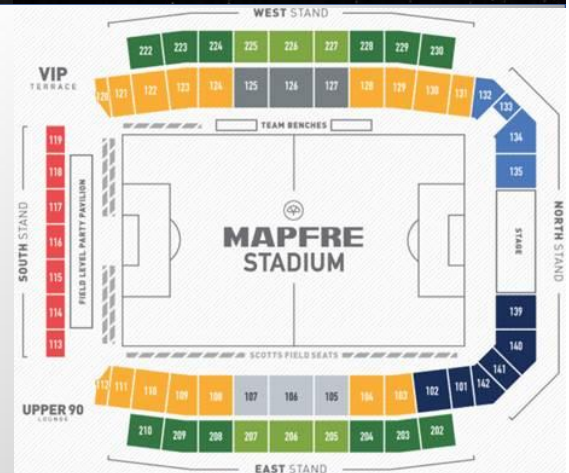 WEST STAND
222 223 224 225 226 227 228 229 230
VIP
TERRACE
120 121 122 123 124 125 126 127 128 129 130 131 132
133
134
135
TEAM BENCHES
119
118
117
116
115
114
113
SOUTH STAND
FIELD LEVEL PARTY PAVILION
MAPFRE
STADIUM
STAGE
NORTH STAND
139
140
141
142
SCOTTS FIELD SEATS
112 111 110 109 108 107 106 105 104 103 102 101
UPPER 90
LOUNGE
210 209 208 207 206 205 204 203 202
EAST STAND